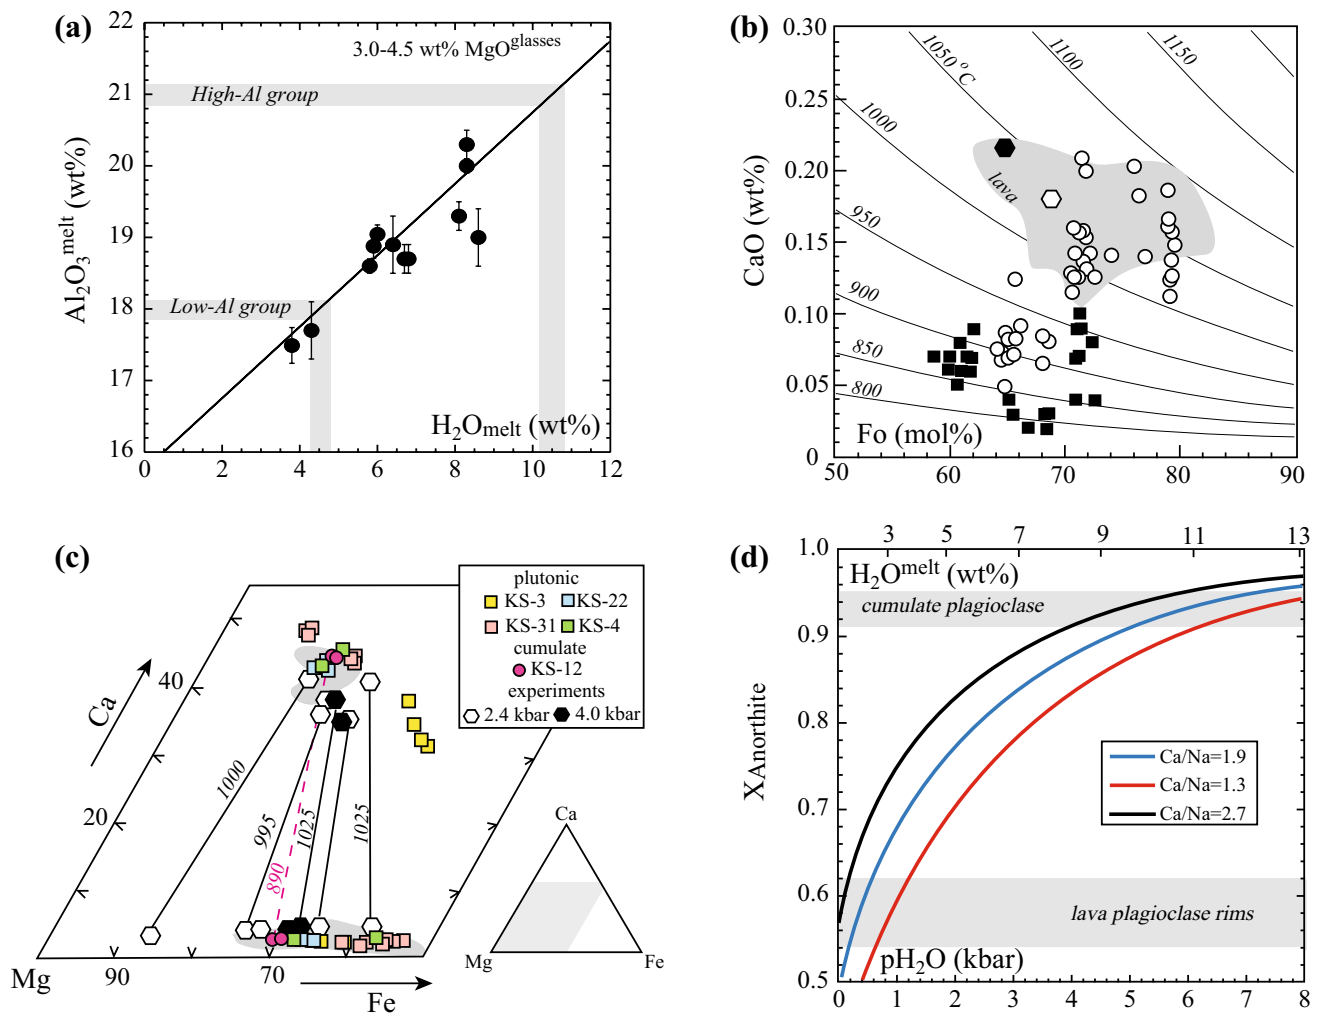 (a)
22
21
20
19
18
17
16
Al2O3melt (wt%)
3.0-4.5 wt% MgOglasses
High-Al group
Low-Al group
H2Omelt (wt%)
0 2 4 6 8 10 12
(b)
0.30
0.25
0.20
0.15
0.10
0.05
0
CaO (wt%)
1050 °C
1100
1150
1000
950
900
850
800
lava
Fo (mol%)
50 60 70 80 90
(c)
Ca
40
20
Mg
90
70
Fe
1000
995
890
1025
1025
plutonic
KS-3 KS-22
KS-31 KS-4
cumulate
KS-12
experiments
2.4 kbar 4.0 kbar
Ca
Mg
Fe
(d)
3 5 7 9 11 13
H2Omelt (wt%)
1.0
0.9
0.8
0.7
0.6
0.5
XAnorthite
cumulate plagioclase
Ca/Na=1.9
Ca/Na=1.3
Ca/Na=2.7
lava plagioclase rims
pH2O (kbar)
0 1 2 3 4 5 6 7 8